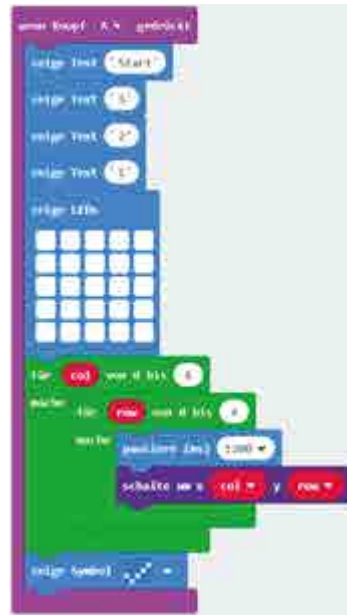 wenn Knopf A gedrückt
zeige Text "Start"
zeige Text "3"
zeige Text "2"
zeige Text "1"
zeige LEDs
für col von 0 bis 4
mache
für row von 0 bis 4
mache
pausiere (ms)
schalte um x col y row
zeige Symbol